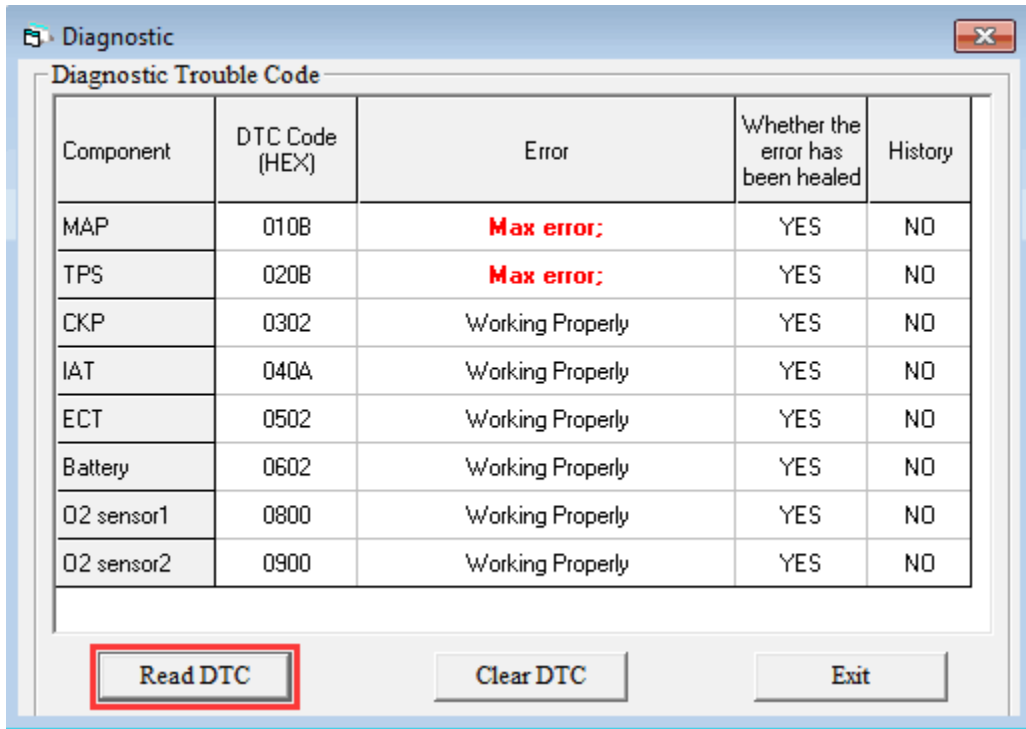 Diagnostic
Diagnostic Trouble Code
Component DTC Code (HEX) Error Whether the error has been healed History
MAP 010B Max error; YES NO
TPS 020B Max error; YES NO
CKP 0302 Working Properly YES NO
IAT 040A Working Properly YES NO
ECT 0502 Working Properly YES NO
Battery 0602 Working Properly YES NO
O2 sensor1 0800 Working Properly YES NO
O2 sensor2 0900 Working Properly YES NO
Read DTC Clear DTC Exit